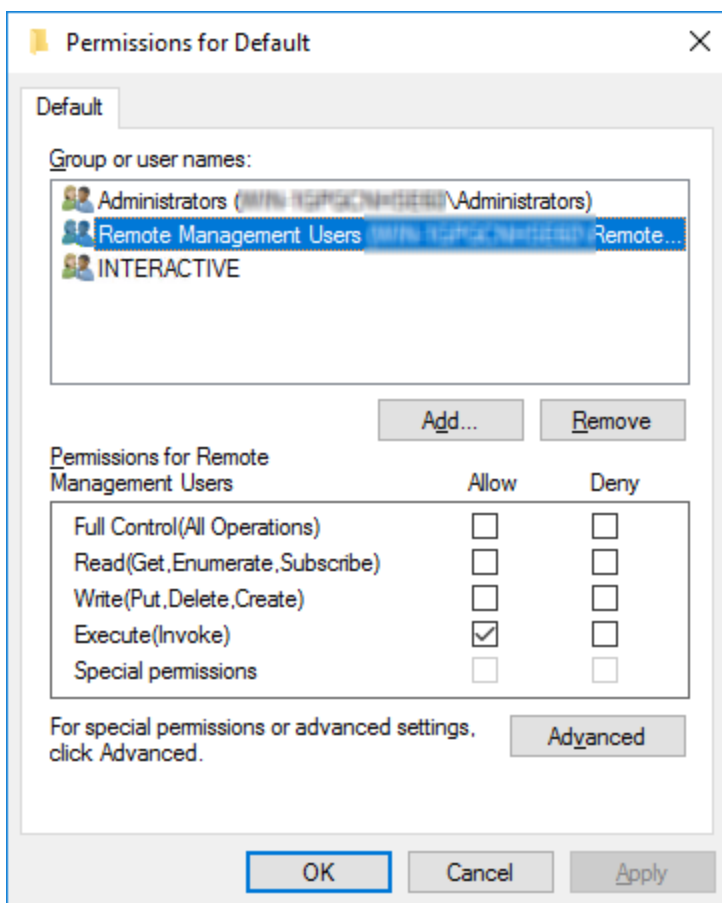 Permissions for Default
Default
Group or user names:
Administrators ( \Administrators)
Remote Management Users Remote...
INTERACTIVE
Add... Remove
Permissions for Remote
Management Users Allow Deny
Full Control(All Operations)
Read(Get,Enumerate,Subscribe)
Write(Put,Delete,Create)
Execute(Invoke)
Special permissions
For special permissions or advanced settings,
click Advanced.
Advanced
OK Cancel Apply